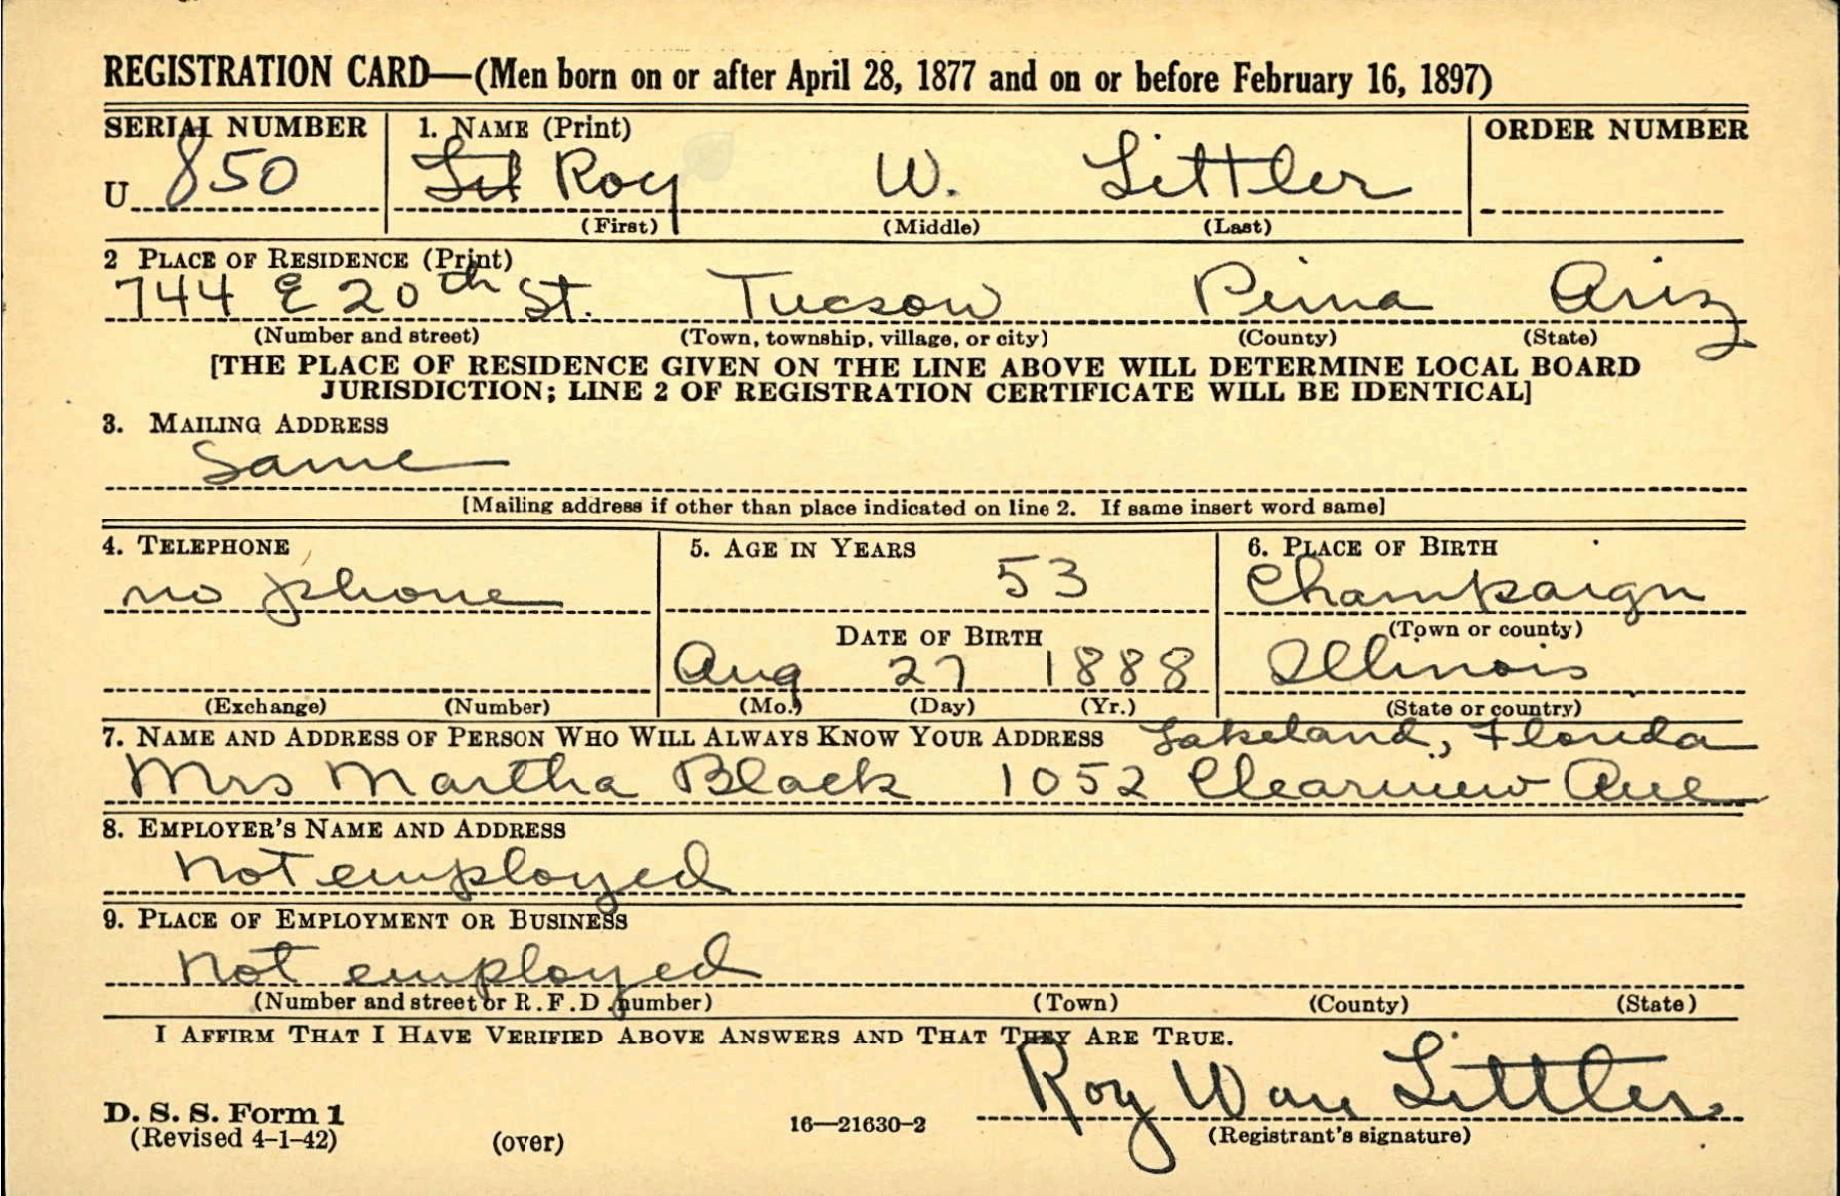 REGISTRATION CARD—(Men born on or after April 28, 1877 and on or before February 16, 1897)
SERIAL NUMBER 1. NAME (Print) ORDER NUMBER
U 850 Roy W. Littler
(First) (Middle) (Last)
2 PLACE OF RESIDENCE (Print)
744 E 20th St. Tucson Pima Ariz
(Number and street) (Town, township, village, or city) (County) (State)
[THE PLACE OF RESIDENCE GIVEN ON THE LINE ABOVE WILL DETERMINE LOCAL BOARD
JURISDICTION; LINE 2 OF REGISTRATION CERTIFICATE WILL BE IDENTICAL]
3. MAILING ADDRESS
Same
[Mailing address if other than place indicated on line 2. If same insert word same]
4. TELEPHONE 5. AGE IN YEARS 6. PLACE OF BIRTH
no phone 53 Champaign
DATE OF BIRTH (Town or county)
Aug 27 1888 Illinois
(Exchange) (Number) (Mo.) (Day) (Yr.) (State or country)
7. NAME AND ADDRESS OF PERSON WHO WILL ALWAYS KNOW YOUR ADDRESS Lakeland, Florida
Mrs Martha Black 1052 Clearview Ave
8. EMPLOYER'S NAME AND ADDRESS
not employed
9. PLACE OF EMPLOYMENT OR BUSINESS
not employed
(Number and street or R.F.D. number) (Town) (County) (State)
I AFFIRM THAT I HAVE VERIFIED ABOVE ANSWERS AND THAT THEY ARE TRUE.
Roy Littler
D. S. S. Form 1
(Revised 4-1-42) (over) 16—21630-2 (Registrant's signature)